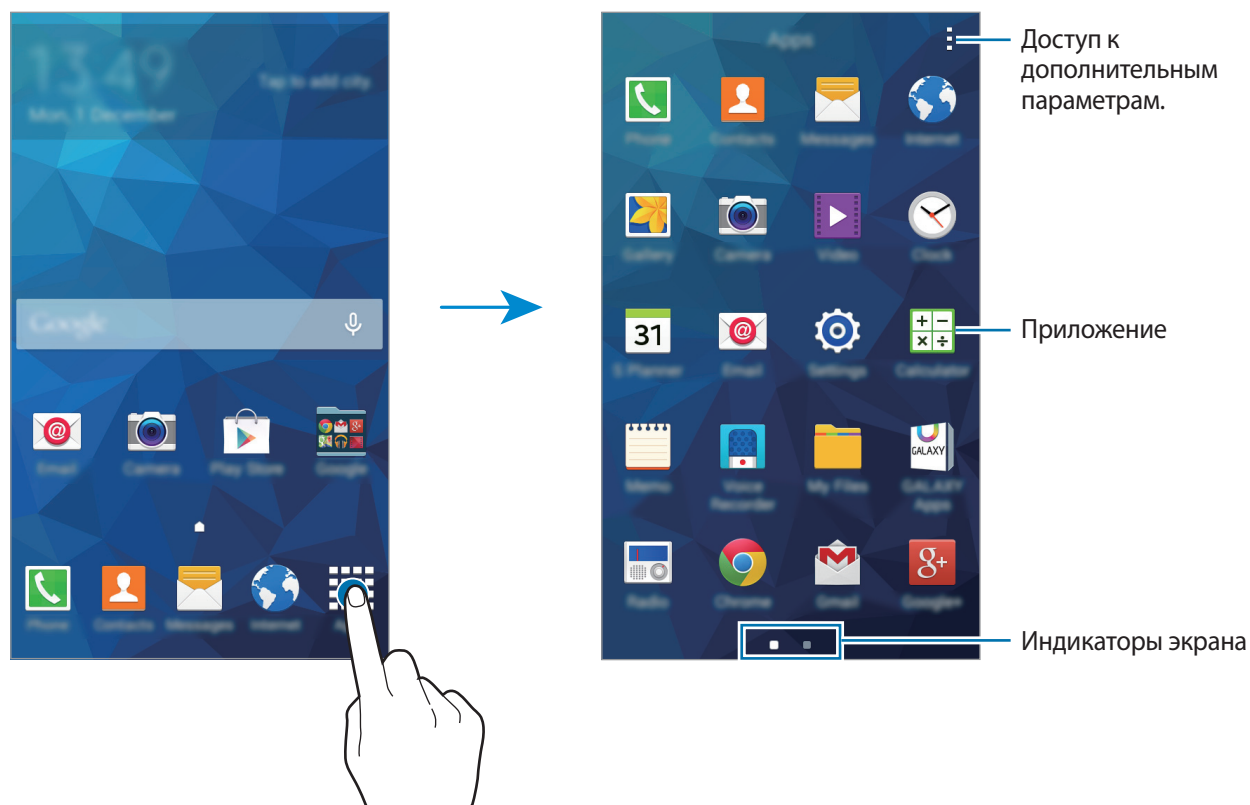 13:49
Tap to add city
Mon, 1 December
Google
@
Email
Camera
Play Store
Google
Phone
Contacts
Messages
Internet
Apps
Доступ к
дополнительным
параметрам.
Phone
Contacts
Messages
Internet
Gallery
Camera
Video
Clock
31
@
+ −
× ÷
Приложение
S Planner
Email
Settings
Calculator
GALAXY
Memo
Voice
Recorder
My Files
GALAXY
Apps
g+
Radio
Chrome
Gmail
Google+
Индикаторы экрана